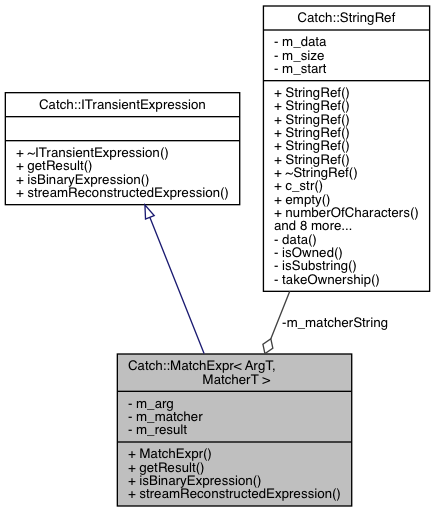 Catch::StringRef
- m_data
- m_size
- m_start
+ StringRef()
+ StringRef()
+ StringRef()
+ StringRef()
+ StringRef()
+ StringRef()
+ ~StringRef()
+ c_str()
+ empty()
+ numberOfCharacters()
and 8 more...
- data()
- isOwned()
- isSubstring()
- takeOwnership()
Catch::ITransientExpression
+ ~ITransientExpression()
+ getResult()
+ isBinaryExpression()
+ streamReconstructedExpression()
-m_matcherString
Catch::MatchExpr< ArgT,
MatcherT >
- m_arg
- m_matcher
- m_result
+ MatchExpr()
+ getResult()
+ isBinaryExpression()
+ streamReconstructedExpression()